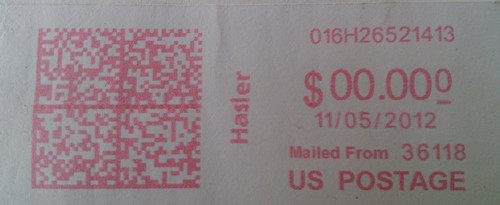 016H26521413
$00.000
11/05/2012
Mailed From 36118
US POSTAGE
Hasler